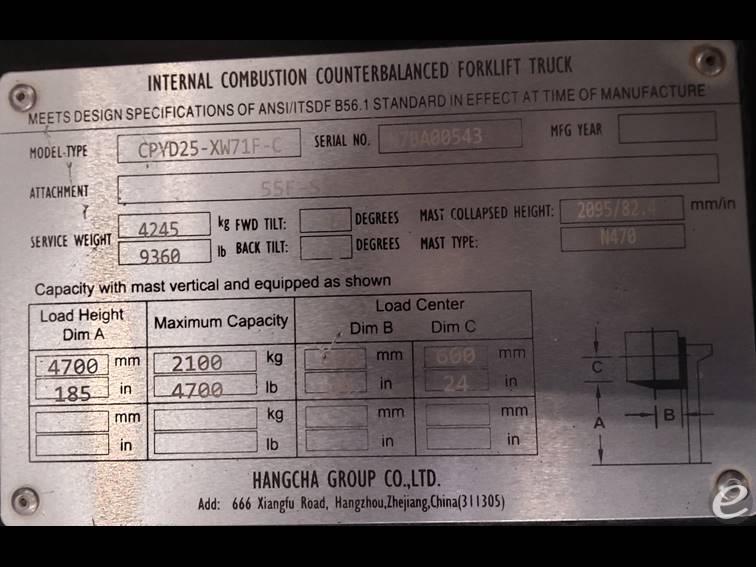 INTERNAL COMBUSTION COUNTERBALANCED FORKLIFT TRUCK
MEETS DESIGN SPECIFICATIONS OF ANSI/ITSDF B56.1 STANDARD IN EFFECT AT TIME OF MANUFACTURE
MODEL-TYPE CPYD25-XW71F-C SERIAL NO. MFG YEAR
ATTACHMENT
SERVICE WEIGHT 4245 kg FWD TILT: DEGREES MAST COLLAPSED HEIGHT: mm/in
9360 lb BACK TILT: DEGREES MAST TYPE: N470
Capacity with mast vertical and equipped as shown
Load Height Dim A Maximum Capacity Load Center
Dim B Dim C
4700 mm 2100 kg mm 600 mm
185 in 4700 lb in 24 in
mm kg mm mm
in lb in in
C
A B
HANGCHA GROUP CO.,LTD.
Add: 666 Xiangfu Road, Hangzhou,Zhejiang,China(311305)
e